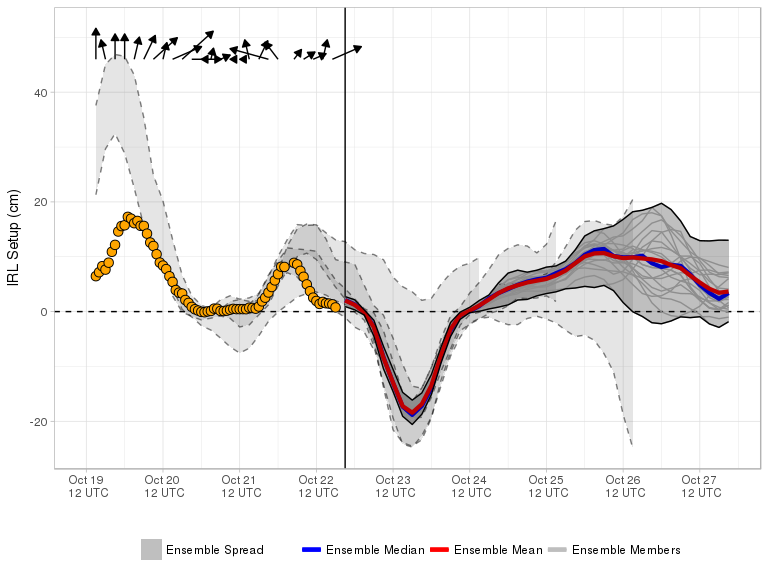 IRL Setup (cm)
40
20
0
-20
Oct 19 Oct 20 Oct 21 Oct 22 Oct 23 Oct 24 Oct 25 Oct 26 Oct 27
12 UTC 12 UTC 12 UTC 12 UTC 12 UTC 12 UTC 12 UTC 12 UTC 12 UTC
Ensemble Spread Ensemble Median Ensemble Mean Ensemble Members